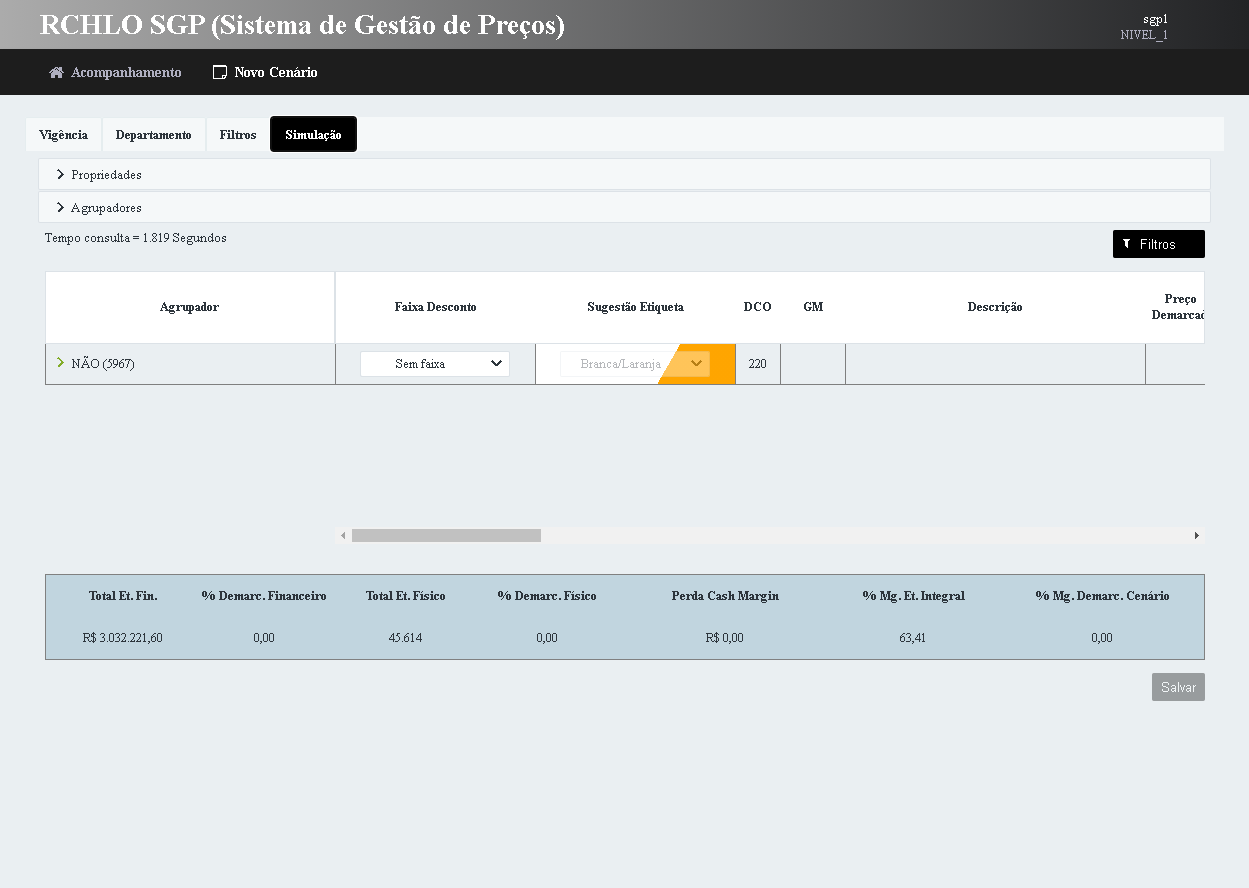 RCHLO SGP (Sistema de Gestão de Preços)
sgp1
NIVEL_1
Acompanhamento
Novo Cenário
Vigência
Departamento
Filtros
Simulação
Propriedades
Agrupadores
Tempo consulta = 1.819 Segundos
Filtros
Agrupador
Faixa Desconto
Sugestão Etiqueta
DCO
GM
Descrição
Preço
Demarcad
NÃO (5967)
Sem faixa
Branca/Laranja
220
Total Et. Fin.
% Demarc. Financeiro
Total Et. Físico
% Demarc. Físico
Perda Cash Margin
% Mg. Et. Integral
% Mg. Demarc. Cenário
R$ 3.032.221,60
0,00
45.614
0,00
R$ 0,00
63,41
0,00
Salvar